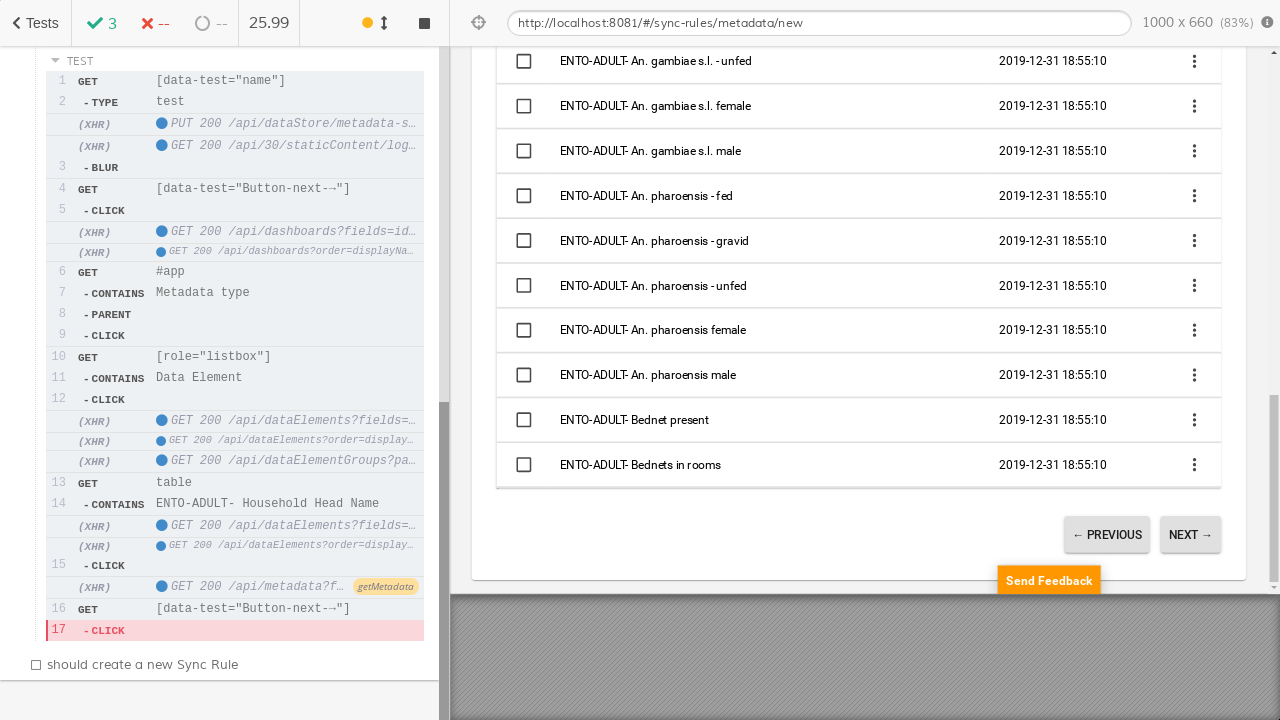 Tests
3
--
--
25.99
http://localhost:8081/#/sync-rules/metadata/new
1000 x 660 (83%)
TEST
1 GET [data-test="name"]
2 -TYPE test
(XHR) PUT 200 /api/dataStore/metadata-s…
(XHR) GET 200 /api/30/staticContent/log…
3 -BLUR
4 GET [data-test="Button-next-→"]
5 -CLICK
(XHR) GET 200 /api/dashboards?fields=id…
(XHR) GET 200 /api/dashboards?order=displayNa…
6 GET #app
7 -CONTAINS Metadata type
8 -PARENT
9 -CLICK
10 GET [role="listbox"]
11 -CONTAINS Data Element
12 -CLICK
(XHR) GET 200 /api/dataElements?fields=…
(XHR) GET 200 /api/dataElements?order=display…
(XHR) GET 200 /api/dataElementGroups?pa…
13 GET table
14 -CONTAINS ENTO-ADULT- Household Head Name
(XHR) GET 200 /api/dataElements?fields=…
(XHR) GET 200 /api/dataElements?order=display…
15 -CLICK
(XHR) GET 200 /api/metadata?f… getMetadata
16 GET [data-test="Button-next-→"]
17 -CLICK
should create a new Sync Rule
ENTO-ADULT- An. gambiae s.l. - unfed 2019-12-31 18:55:10
ENTO-ADULT- An. gambiae s.l. female 2019-12-31 18:55:10
ENTO-ADULT- An. gambiae s.l. male 2019-12-31 18:55:10
ENTO-ADULT- An. pharoensis - fed 2019-12-31 18:55:10
ENTO-ADULT- An. pharoensis - gravid 2019-12-31 18:55:10
ENTO-ADULT- An. pharoensis - unfed 2019-12-31 18:55:10
ENTO-ADULT- An. pharoensis female 2019-12-31 18:55:10
ENTO-ADULT- An. pharoensis male 2019-12-31 18:55:10
ENTO-ADULT- Bednet present 2019-12-31 18:55:10
ENTO-ADULT- Bednets in rooms 2019-12-31 18:55:10
← PREVIOUS NEXT →
Send Feedback